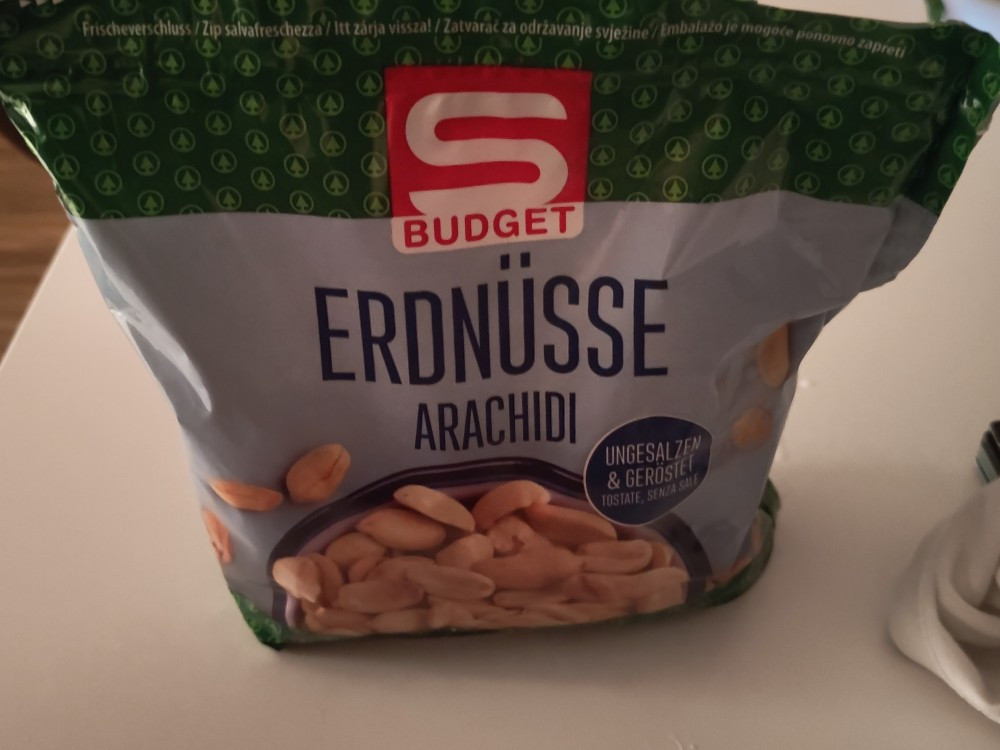 Frischeverschluss / Zip salvafreschezza / Itt zárja vissza! / Zatvarač za održavanje svježine / Embalažo je mogoče ponovno zapreti
S
BUDGET
ERDNÜSSE
ARACHIDI
UNGESALZEN
& GERÖSTET
TOSTATE, SENZA SALE